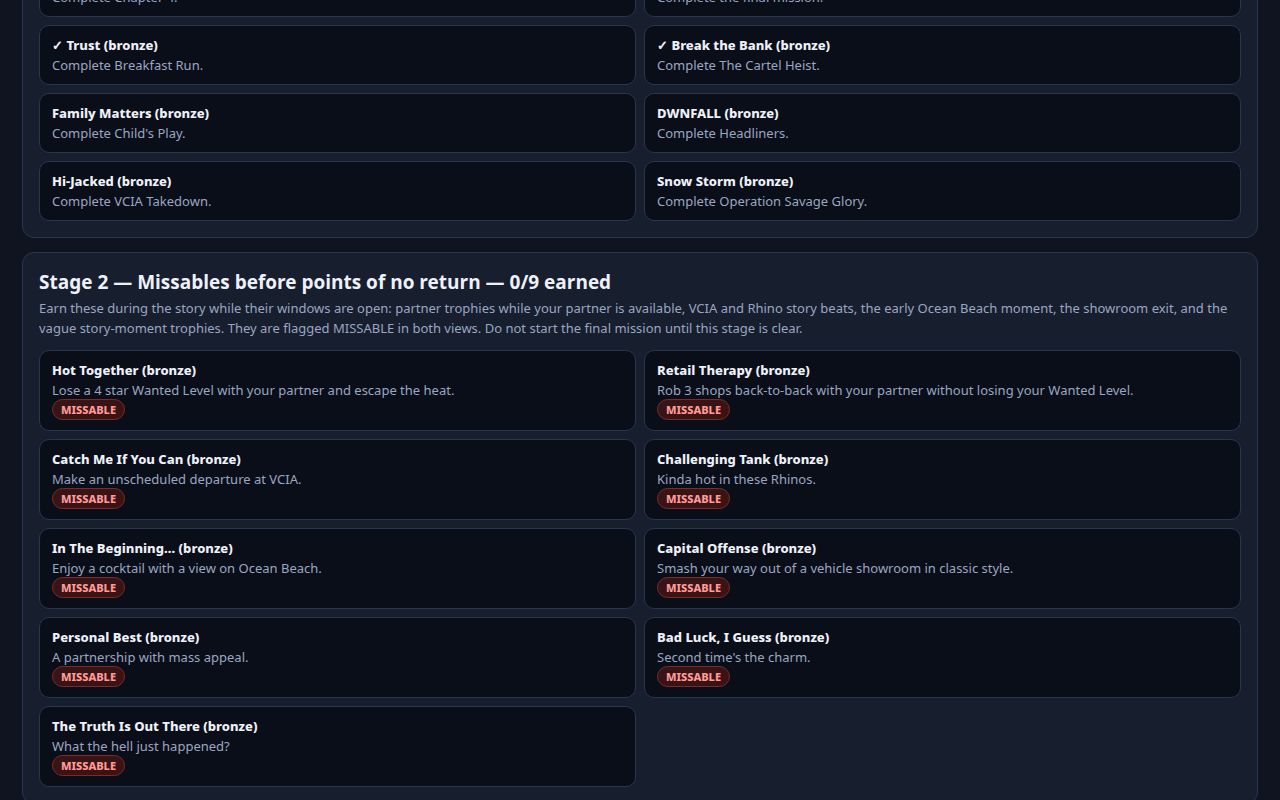 Complete Chapter 4.
Complete the final mission.
✓ Trust (bronze)
Complete Breakfast Run.
✓ Break the Bank (bronze)
Complete The Cartel Heist.
Family Matters (bronze)
Complete Child's Play.
DWNFALL (bronze)
Complete Headliners.
Hi-Jacked (bronze)
Complete VCIA Takedown.
Snow Storm (bronze)
Complete Operation Savage Glory.
Stage 2 — Missables before points of no return — 0/9 earned
Earn these during the story while their windows are open: partner trophies while your partner is available, VCIA and Rhino story beats, the early Ocean Beach moment, the showroom exit, and the
vague story-moment trophies. They are flagged MISSABLE in both views. Do not start the final mission until this stage is clear.
Hot Together (bronze)
Lose a 4 star Wanted Level with your partner and escape the heat.
MISSABLE
Retail Therapy (bronze)
Rob 3 shops back-to-back with your partner without losing your Wanted Level.
MISSABLE
Catch Me If You Can (bronze)
Make an unscheduled departure at VCIA.
MISSABLE
Challenging Tank (bronze)
Kinda hot in these Rhinos.
MISSABLE
In The Beginning... (bronze)
Enjoy a cocktail with a view on Ocean Beach.
MISSABLE
Capital Offense (bronze)
Smash your way out of a vehicle showroom in classic style.
MISSABLE
Personal Best (bronze)
A partnership with mass appeal.
MISSABLE
Bad Luck, I Guess (bronze)
Second time's the charm.
MISSABLE
The Truth Is Out There (bronze)
What the hell just happened?
MISSABLE